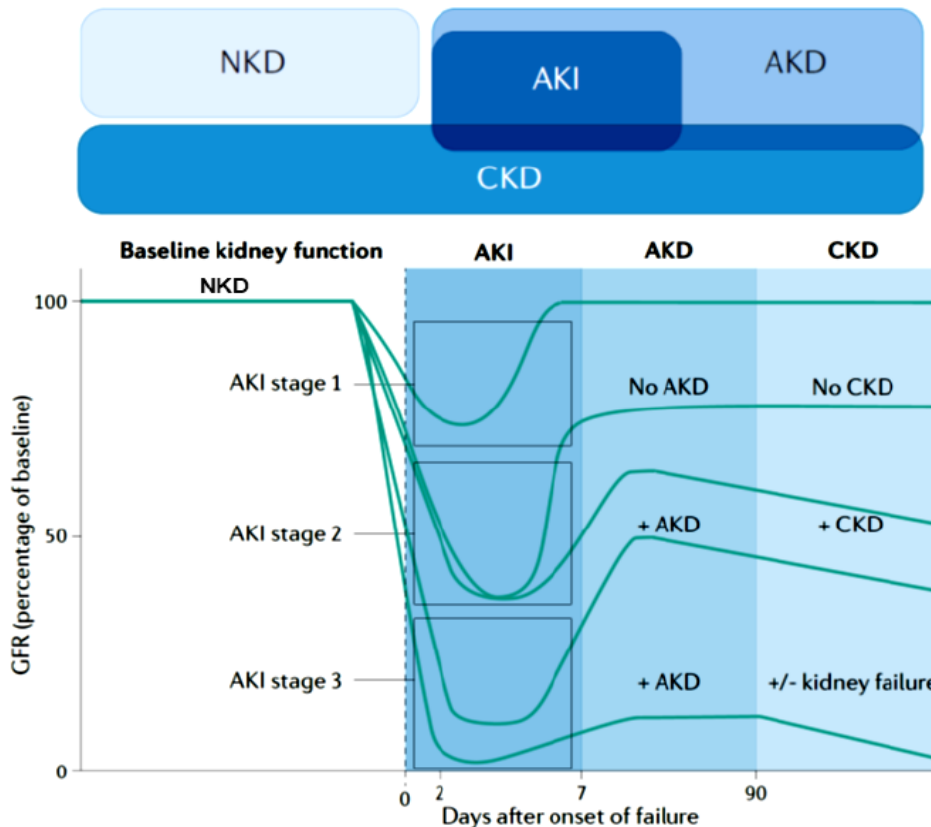 NKD
AKI
AKD
CKD
Baseline kidney function
AKI
AKD
CKD
NKD
100
AKI stage 1
No AKD
No CKD
50
AKI stage 2
+ AKD
+ CKD
AKI stage 3
+ AKD
+/- kidney failure
0
GFR (percentage of baseline)
0
2
7
90
Days after onset of failure